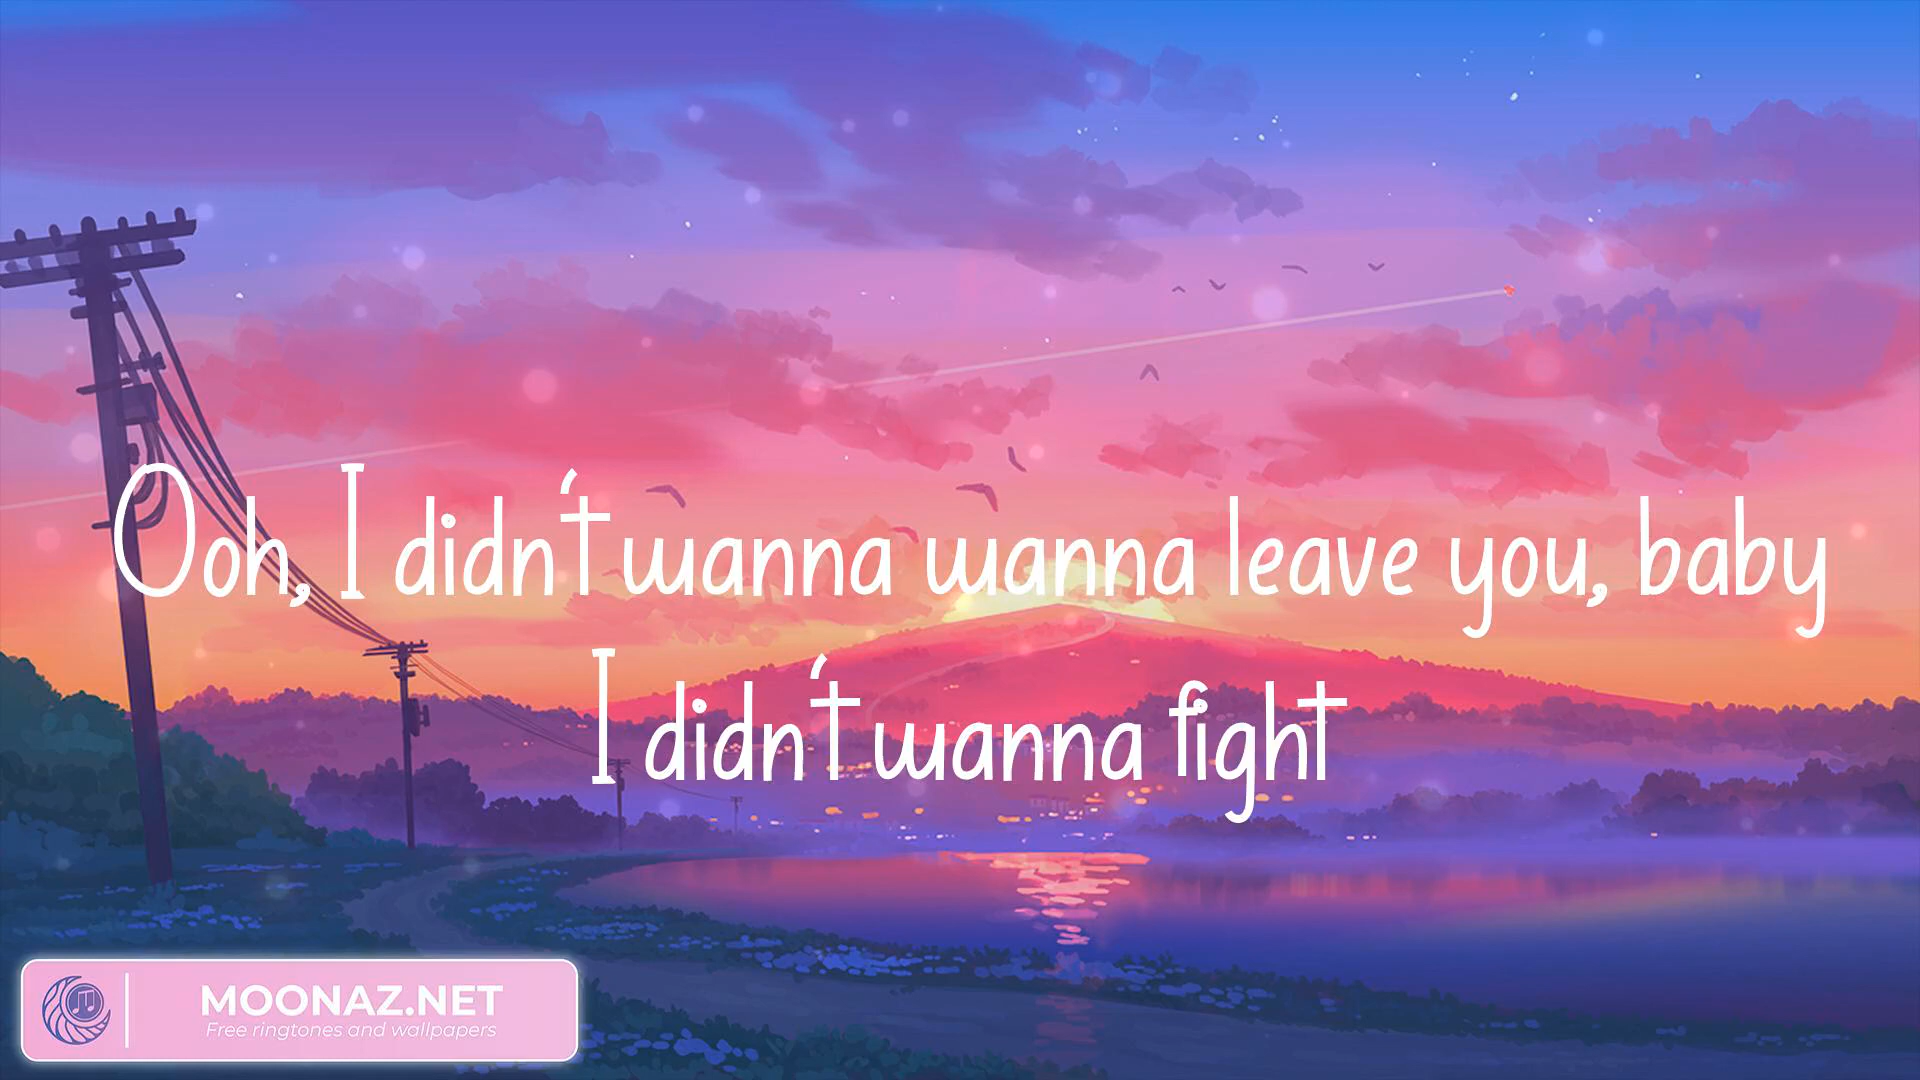 Ooh, I didn't wanna wanna leave you, baby
I didn't wanna fight
MOONAZ.NET
Free ringtones and wallpapers